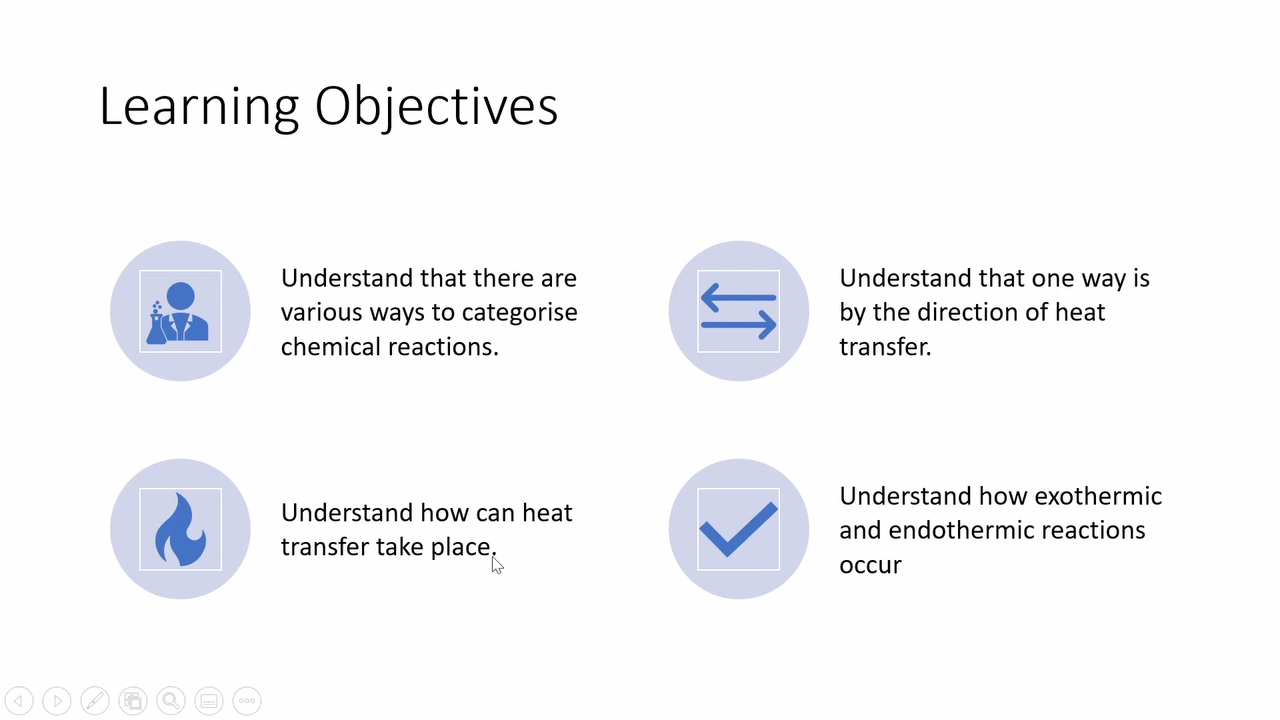 Learning Objectives
Understand that there are
various ways to categorise
chemical reactions.
Understand that one way is
by the direction of heat
transfer.
Understand how can heat
transfer take place.
Understand how exothermic
and endothermic reactions
occur